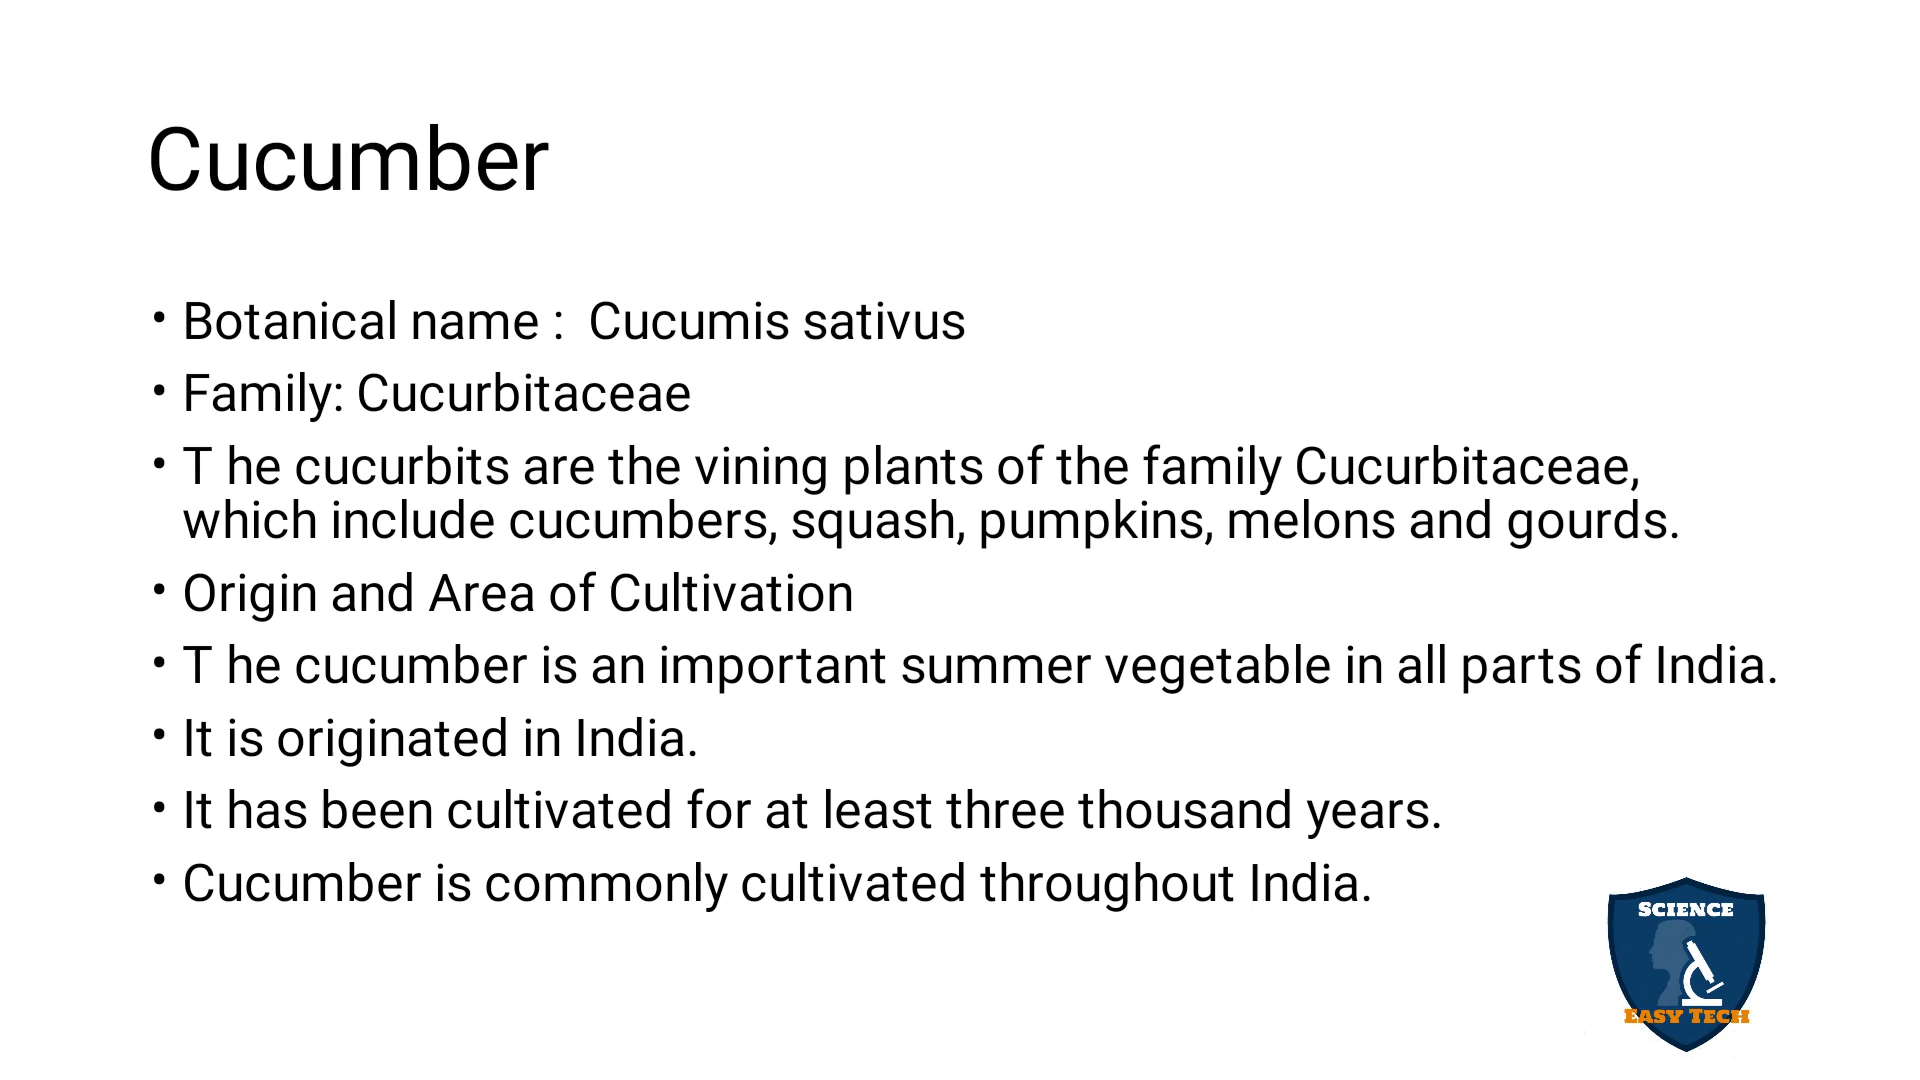 Cucumber
• Botanical name :  Cucumis sativus
• Family: Cucurbitaceae
• T he cucurbits are the vining plants of the family Cucurbitaceae,
which include cucumbers, squash, pumpkins, melons and gourds.
• Origin and Area of Cultivation
• T he cucumber is an important summer vegetable in all parts of India.
• It is originated in India.
• It has been cultivated for at least three thousand years.
• Cucumber is commonly cultivated throughout India.
SCIENCE
EASY TECH